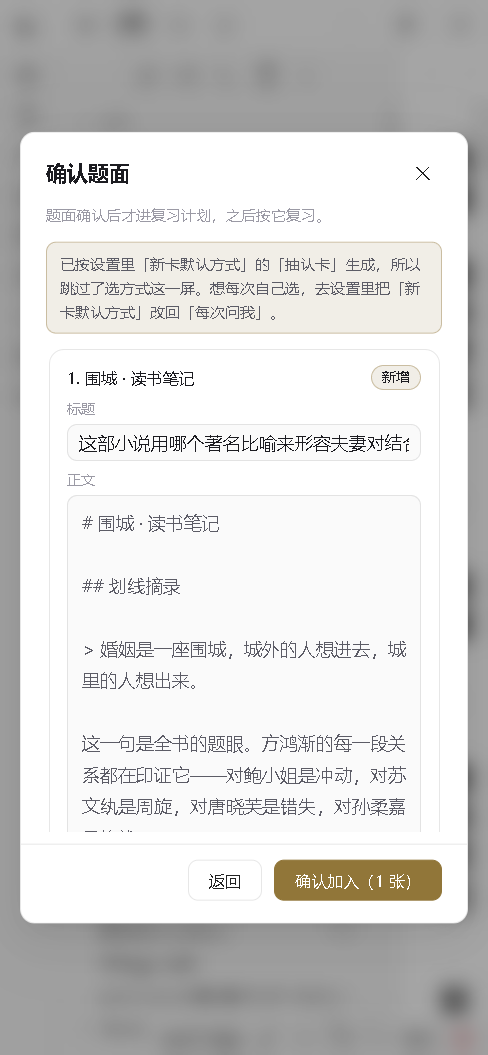 确认题面
题面确认后才进复习计划，之后按它复习。
已按设置里「新卡默认方式」的「抽认卡」生成，所以
跳过了选方式这一屏。想每次自己选，去设置里把「新
卡默认方式」改回「每次问我」。
1. 围城 · 读书笔记
新增
标题
这部小说用哪个著名比喻来形容夫妻对结
正文
# 围城 · 读书笔记
## 划线摘录
> 婚姻是一座围城，城外的人想进去，城
里的人想出来。
这一句是全书的题眼。方鸿渐的每一段关
系都在印证它——对鲍小姐是冲动，对苏
文纨是周旋，对唐晓芙是错失，对孙柔嘉
返回
确认加入（1 张）